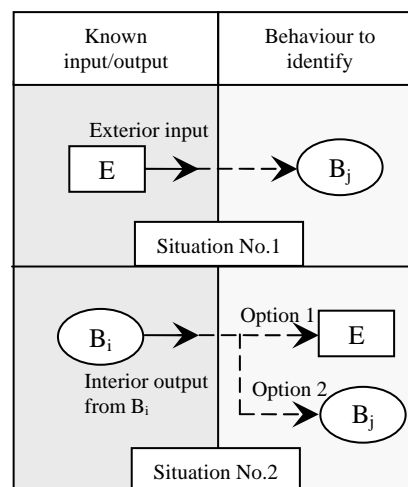 Known
input/output
Behaviour to
identify
Exterior input
E
Bj
Situation No.1
Bi
Interior output
from Bi
Option 1
E
Option 2
Bj
Situation No.2